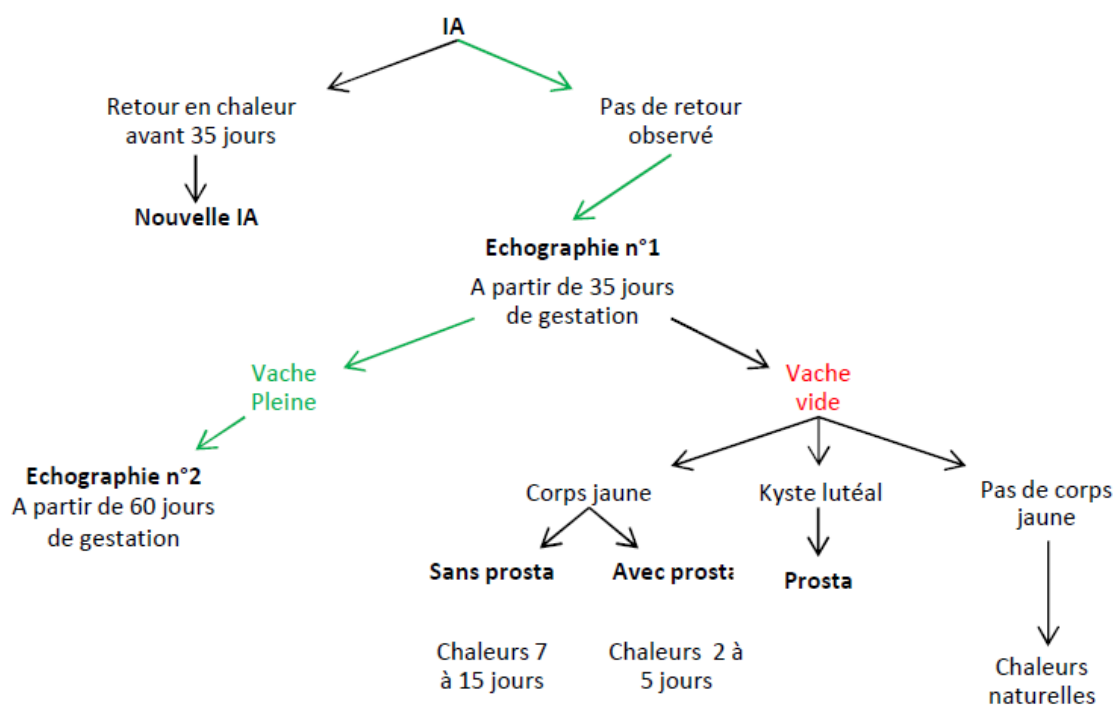 IA
Retour en chaleur
avant 35 jours
Pas de retour
observé
Nouvelle IA
Echographie n°1
A partir de 35 jours
de gestation
Vache
Pleine
Vache
vide
Echographie n°2
A partir de 60 jours
de gestation
Corps jaune
Kyste lutéal
Pas de corps
jaune
Sans prosta
Avec prosta
Prosta
Chaleurs 7
à 15 jours
Chaleurs 2 à
5 jours
Chaleurs
naturelles